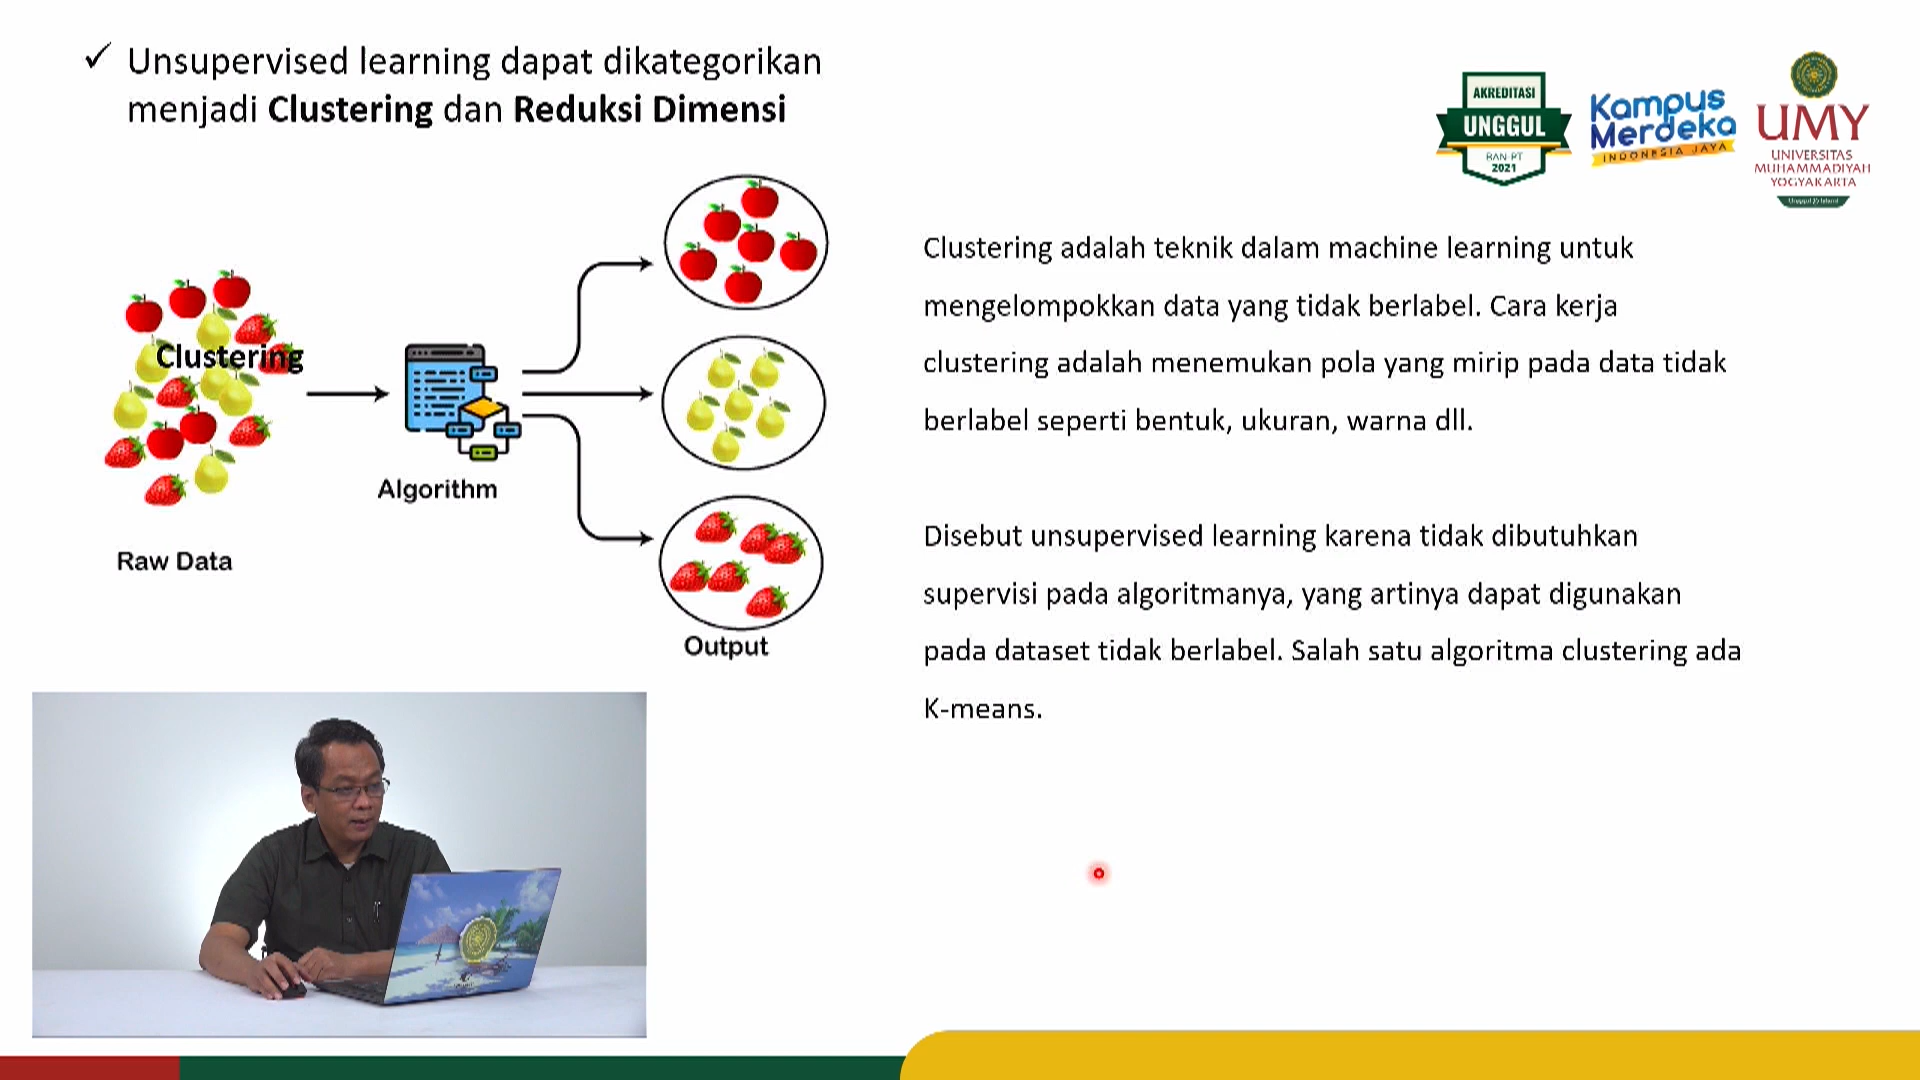 ✓ Unsupervised learning dapat dikategorikan
menjadi Clustering dan Reduksi Dimensi
AKREDITASI
UNGGUL
BAN-PT
2021
Kampus
Merdeka
INDONESIA JAYA
UMY
UNIVERSITAS
MUHAMMADIYAH
YOGYAKARTA
Unggul & Islami
Clustering
Algorithm
Raw Data
Output
Clustering adalah teknik dalam machine learning untuk
mengelompokkan data yang tidak berlabel. Cara kerja
clustering adalah menemukan pola yang mirip pada data tidak
berlabel seperti bentuk, ukuran, warna dll.
Disebut unsupervised learning karena tidak dibutuhkan
supervisi pada algoritmanya, yang artinya dapat digunakan
pada dataset tidak berlabel. Salah satu algoritma clustering ada
K-means.